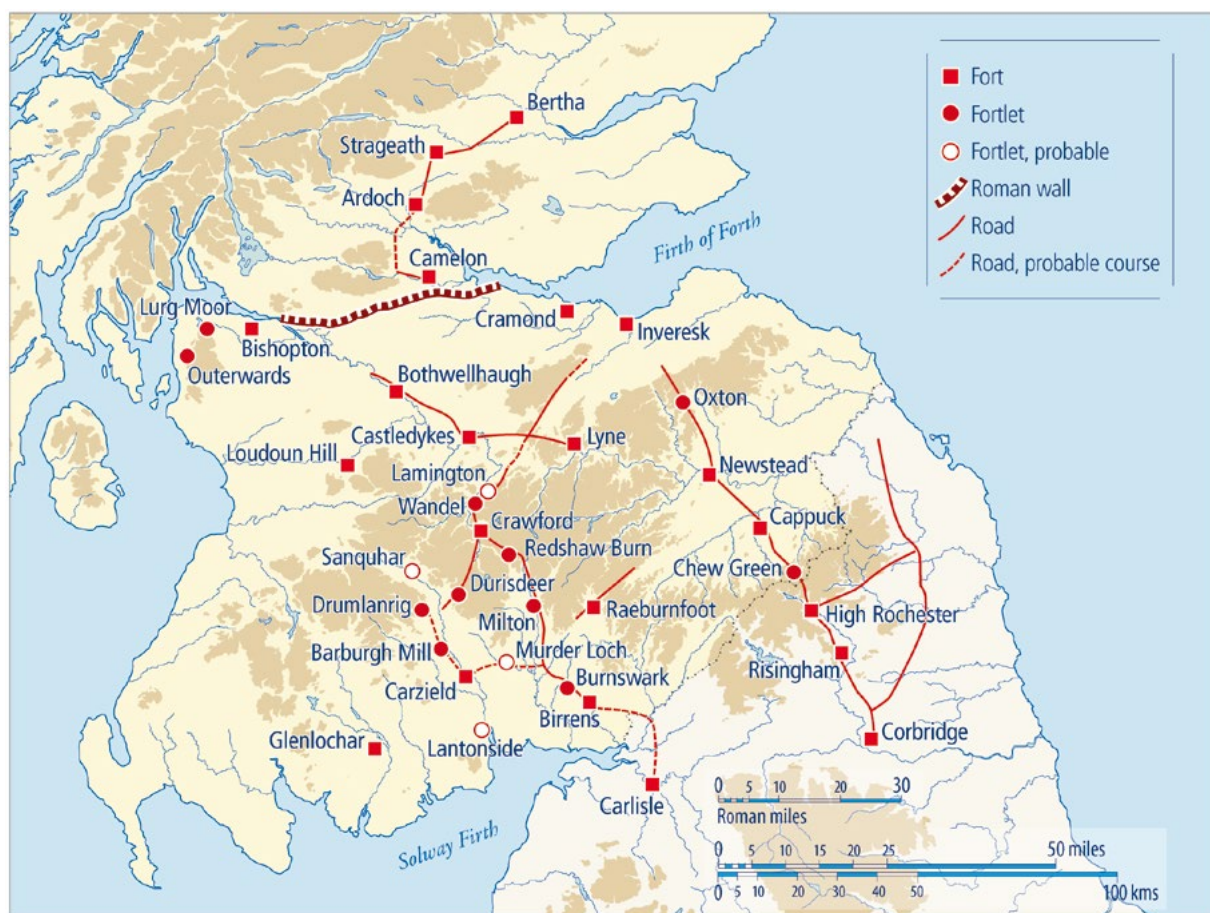 Fort
Fortlet
Fortlet, probable
Roman wall
Road
Road, probable course
Bertha
Strageath
Ardoch
Firth of Forth
Camelon
Lurg Moor
Cramond
Inveresk
Bishopton
Outerwards
Bothwellhaugh
Oxton
Castledykes
Lyne
Loudoun Hill
Lamington
Newstead
Wandel
Crawford
Cappuck
Redshaw Burn
Sanquhar
Chew Green
Durisdeer
Drumlanrig
Raeburnfoot
High Rochester
Milton
Barburgh Mill
Murder Loch
Risingham
Burnswark
Carzield
Birrens
Glenlochar
Lantonside
Corbridge
Carlisle
Solway Firth
0 5 10 20 30
Roman miles
0 5 10 15 20 25 50 miles
0 5 10 20 30 40 50 100 kms